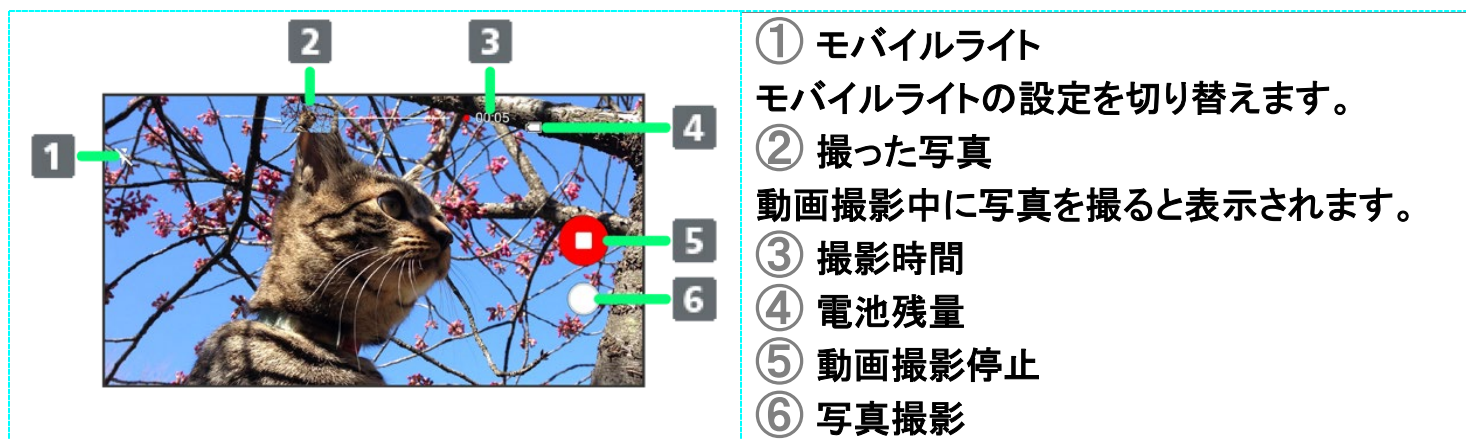 2
3
00:05
4
1
5
6
① モバイルライト
モバイルライトの設定を切り替えます。
② 撮った写真
動画撮影中に写真を撮ると表示されます。
③ 撮影時間
④ 電池残量
⑤ 動画撮影停止
⑥ 写真撮影